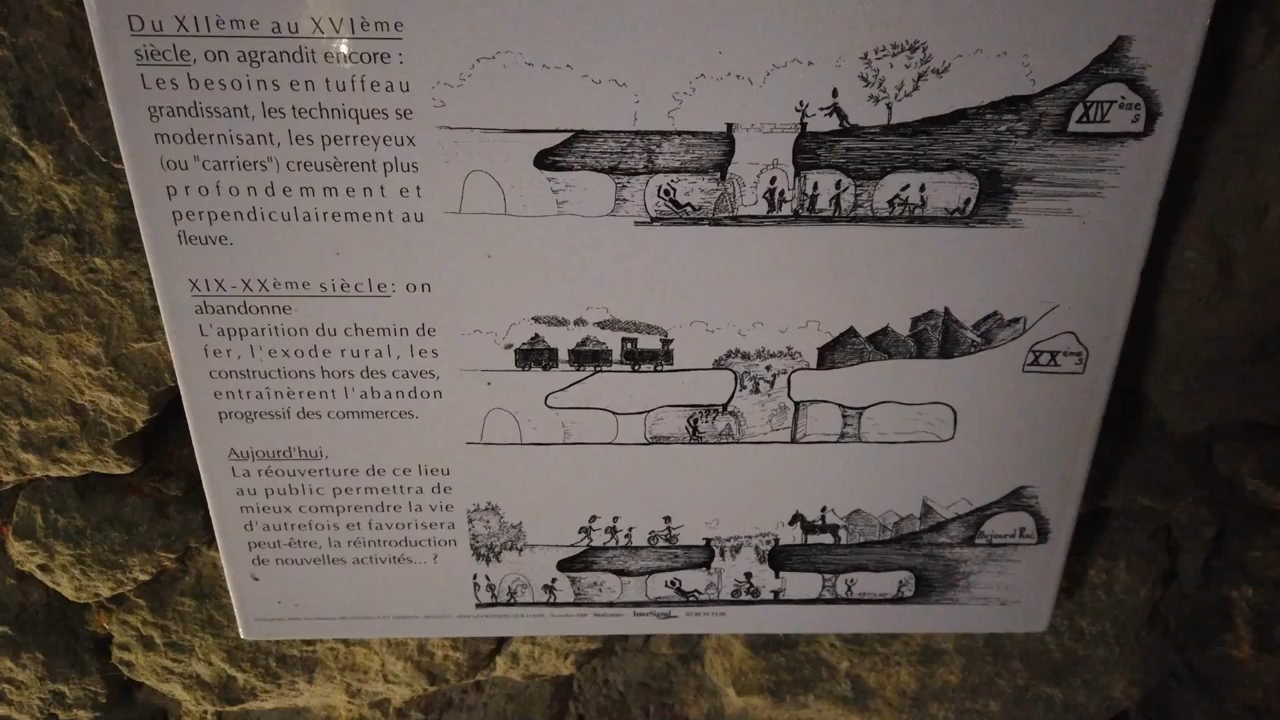 Du XIIème au XVIème
siècle, on agrandit encore :
Les besoins en tuffeau
grandissant, les techniques se
modernisant, les perreyeux
(ou "carriers") creusèrent plus
profondemment et
perpendiculairement au
fleuve.
XIVème s
XIX-XXème siècle: on
abandonne
L'apparition du chemin de
fer, l'exode rural, les
constructions hors des caves,
entraînèrent l'abandon
progressif des commerces.
XXème s
???
Aujourd'hui,
La réouverture de ce lieu
au public permettra de
mieux comprendre la vie
d'autrefois et favorisera
peut-être, la réintroduction
de nouvelles activités... ?
Aujourd'hui
InterSignal